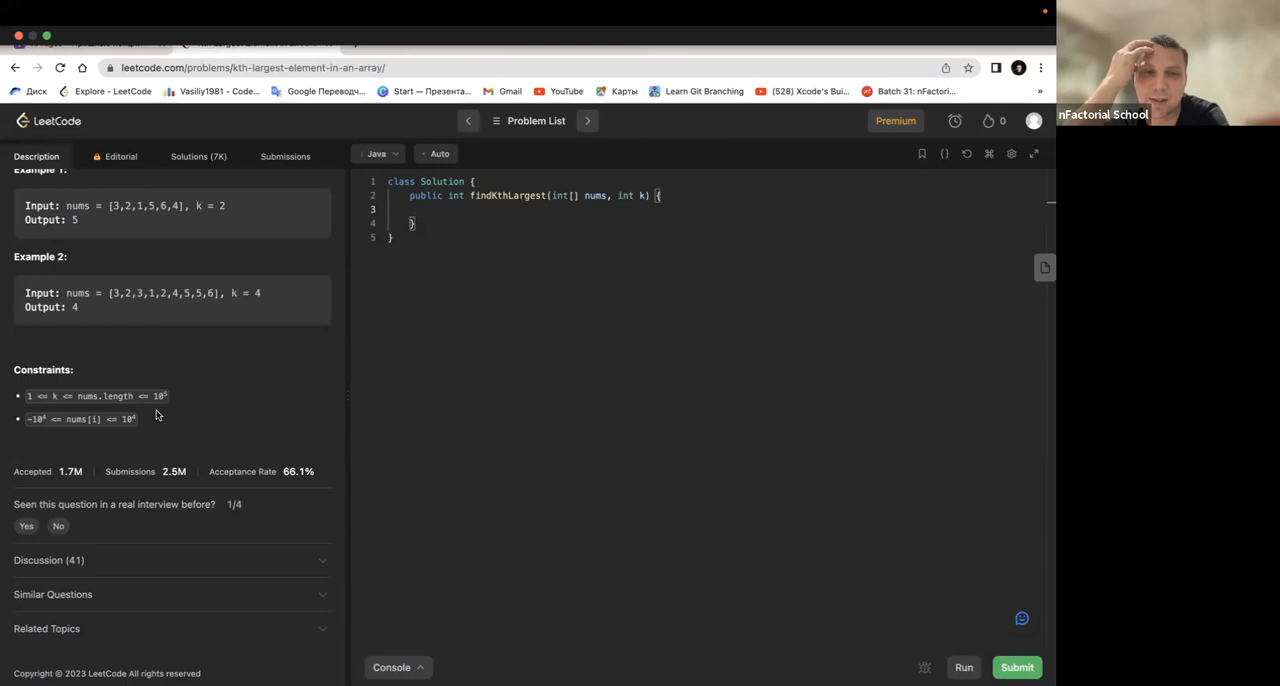 leetcode.com/problems/kth-largest-element-in-an-array/
Диск
Explore - LeetCode
Vasiliy1981 - Code...
Google Переводч...
Start — Презента...
Gmail
YouTube
Карты
Learn Git Branching
(528) Xcode's Bui...
Batch 31: nFactori...
»
nFactorial School
LeetCode
Problem List
Premium
0
Description
Editorial
Solutions (7K)
Submissions
Java
• Auto
Example 1:
Input: nums = [3,2,1,5,6,4], k = 2
Output: 5
Example 2:
Input: nums = [3,2,3,1,2,4,5,5,6], k = 4
Output: 4
Constraints:
• 1 <= k <= nums.length <= 10⁵
• -10⁴ <= nums[i] <= 10⁴
Accepted 1.7M Submissions 2.5M Acceptance Rate 66.1%
Seen this question in a real interview before? 1/4
Yes No
Discussion (41)
Similar Questions
Related Topics
Copyright © 2023 LeetCode All rights reserved
1 class Solution {
2 public int findKthLargest(int[] nums, int k) {
3
4 }
5 }
Console
Run
Submit